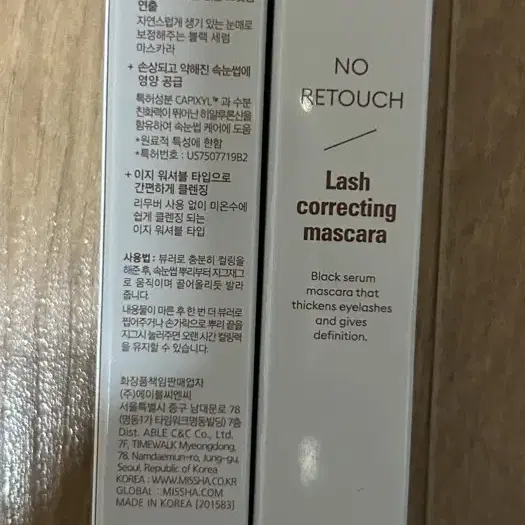 연출
자연스럽게 생기 있는 눈매로
보정해주는 블랙 세럼
마스카라
+ 손상되고 약해진 속눈썹에
영양 공급
특허성분 CAPIXYL™ 과 수분
친화력이 뛰어난 히알루론산을
함유하여 속눈썹 케어에 도움
*원료적 특성에 한함
*특허번호 : US7507719B2
+ 이지 워셔블 타입으로
간편하게 클렌징
리무버 사용 없이 미온수에
쉽게 클렌징 되는
이지 워셔블 타입
사용법 : 뷰러로 충분히 컬링을
해준 후, 속눈썹 뿌리부터 지그재그
로 움직이며 끌어올리듯 발라
줍니다.
내용물이 마른 후 한 번 더 뷰러로
찝어주거나 손가락으로 뿌리 끝을
지그시 눌러주면 오랜 시간 컬링력
을 유지할 수 있습니다.
화장품책임판매업자
(주)에이블씨엔씨
서울특별시 중구 남대문로 78
(명동1가 타임워크명동빌딩) 7층
Dist. ABLE C&C Co., Ltd.
7F, TIMEWALK Myeongdong,
78, Namdaemun-ro, Jung-gu,
Seoul, Republic of Korea
KOREA : WWW.MISSHA.CO.KR
GLOBAL : MISSHA.COM
MADE IN KOREA [201583]
NO
RETOUCH
Lash
correcting
mascara
Black serum
mascara that
thickens eyelashes
and gives
definition.